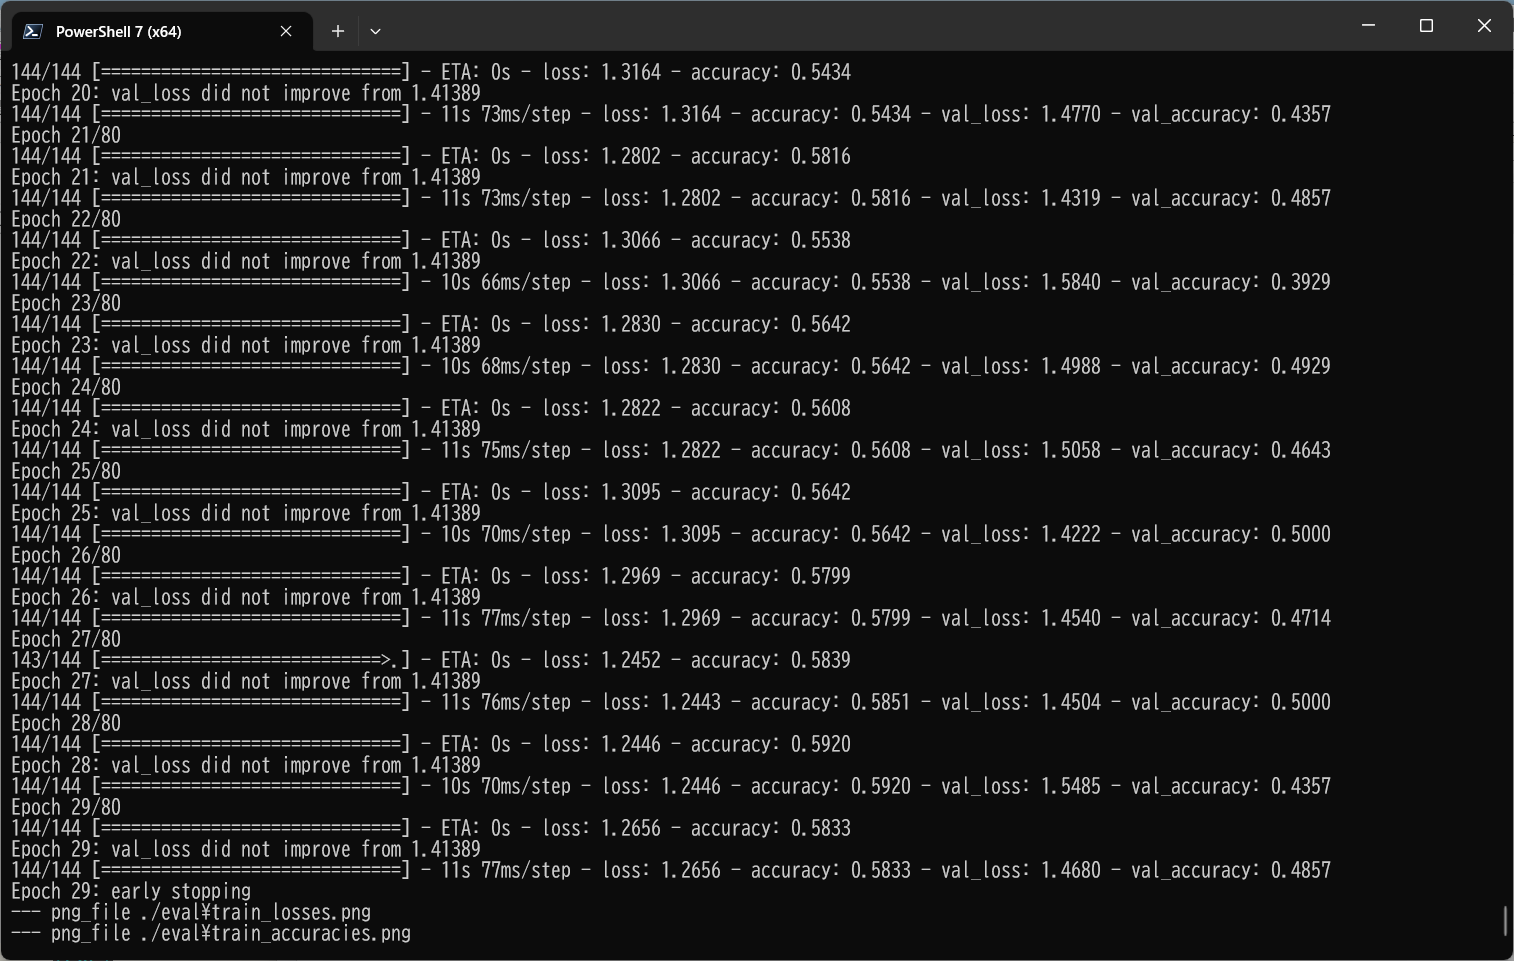 PowerShell 7 (x64)
144/144 [==============================] - ETA: 0s - loss: 1.3164 - accuracy: 0.5434
Epoch 20: val_loss did not improve from 1.41389
144/144 [==============================] - 11s 73ms/step - loss: 1.3164 - accuracy: 0.5434 - val_loss: 1.4770 - val_accuracy: 0.4357
Epoch 21/80
144/144 [==============================] - ETA: 0s - loss: 1.2802 - accuracy: 0.5816
Epoch 21: val_loss did not improve from 1.41389
144/144 [==============================] - 11s 73ms/step - loss: 1.2802 - accuracy: 0.5816 - val_loss: 1.4319 - val_accuracy: 0.4857
Epoch 22/80
144/144 [==============================] - ETA: 0s - loss: 1.3066 - accuracy: 0.5538
Epoch 22: val_loss did not improve from 1.41389
144/144 [==============================] - 10s 66ms/step - loss: 1.3066 - accuracy: 0.5538 - val_loss: 1.5840 - val_accuracy: 0.3929
Epoch 23/80
144/144 [==============================] - ETA: 0s - loss: 1.2830 - accuracy: 0.5642
Epoch 23: val_loss did not improve from 1.41389
144/144 [==============================] - 10s 68ms/step - loss: 1.2830 - accuracy: 0.5642 - val_loss: 1.4988 - val_accuracy: 0.4929
Epoch 24/80
144/144 [==============================] - ETA: 0s - loss: 1.2822 - accuracy: 0.5608
Epoch 24: val_loss did not improve from 1.41389
144/144 [==============================] - 11s 75ms/step - loss: 1.2822 - accuracy: 0.5608 - val_loss: 1.5058 - val_accuracy: 0.4643
Epoch 25/80
144/144 [==============================] - ETA: 0s - loss: 1.3095 - accuracy: 0.5642
Epoch 25: val_loss did not improve from 1.41389
144/144 [==============================] - 10s 70ms/step - loss: 1.3095 - accuracy: 0.5642 - val_loss: 1.4222 - val_accuracy: 0.5000
Epoch 26/80
144/144 [==============================] - ETA: 0s - loss: 1.2969 - accuracy: 0.5799
Epoch 26: val_loss did not improve from 1.41389
144/144 [==============================] - 11s 77ms/step - loss: 1.2969 - accuracy: 0.5799 - val_loss: 1.4540 - val_accuracy: 0.4714
Epoch 27/80
143/144 [============================>.] - ETA: 0s - loss: 1.2452 - accuracy: 0.5839
Epoch 27: val_loss did not improve from 1.41389
144/144 [==============================] - 11s 76ms/step - loss: 1.2443 - accuracy: 0.5851 - val_loss: 1.4504 - val_accuracy: 0.5000
Epoch 28/80
144/144 [==============================] - ETA: 0s - loss: 1.2446 - accuracy: 0.5920
Epoch 28: val_loss did not improve from 1.41389
144/144 [==============================] - 10s 70ms/step - loss: 1.2446 - accuracy: 0.5920 - val_loss: 1.5485 - val_accuracy: 0.4357
Epoch 29/80
144/144 [==============================] - ETA: 0s - loss: 1.2656 - accuracy: 0.5833
Epoch 29: val_loss did not improve from 1.41389
144/144 [==============================] - 11s 77ms/step - loss: 1.2656 - accuracy: 0.5833 - val_loss: 1.4680 - val_accuracy: 0.4857
Epoch 29: early stopping
--- png_file ./eval¥train_losses.png
--- png_file ./eval¥train_accuracies.png